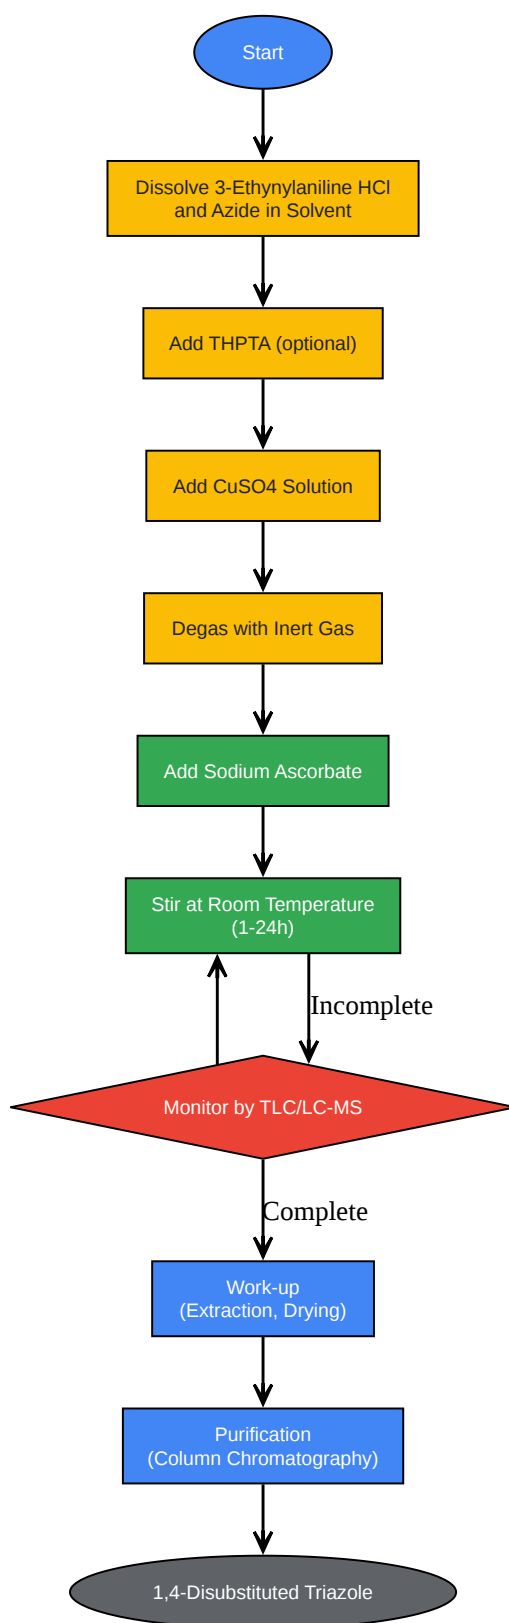 Start
Dissolve 3-Ethynylaniline HCl
and Azide in Solvent
Add THPTA (optional)
Add CuSO4 Solution
Degas with Inert Gas
Add Sodium Ascorbate
Stir at Room Temperature
(1-24h)
Incomplete
Monitor by TLC/LC-MS
Complete
Work-up
(Extraction, Drying)
Purification
(Column Chromatography)
1,4-Disubstituted Triazole